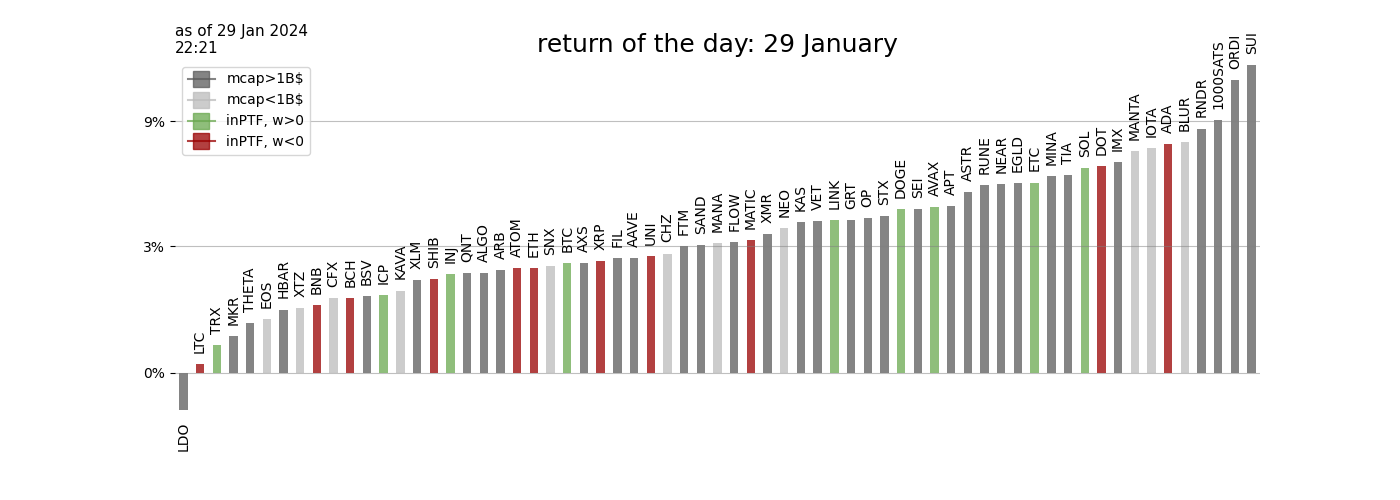 as of 29 Jan 2024
22:21
return of the day: 29 January
mcap>1B$
mcap<1B$
inPTF, w>0
inPTF, w<0
9%
3%
0%
LDO
LTC
TRX
MKR
THETA
EOS
HBAR
XTZ
BNB
CFX
BCH
BSV
ICP
KAVA
XLM
SHIB
INJ
QNT
ALGO
ARB
ATOM
ETH
SNX
BTC
AXS
XRP
FIL
AAVE
UNI
CHZ
FTM
SAND
MANA
FLOW
MATIC
XMR
NEO
KAS
VET
LINK
GRT
OP
STX
DOGE
SEI
AVAX
APT
ASTR
RUNE
NEAR
EGLD
ETC
MINA
TIA
SOL
DOT
IMX
MANTA
IOTA
ADA
BLUR
RNDR
1000SATS
ORDI
SUI